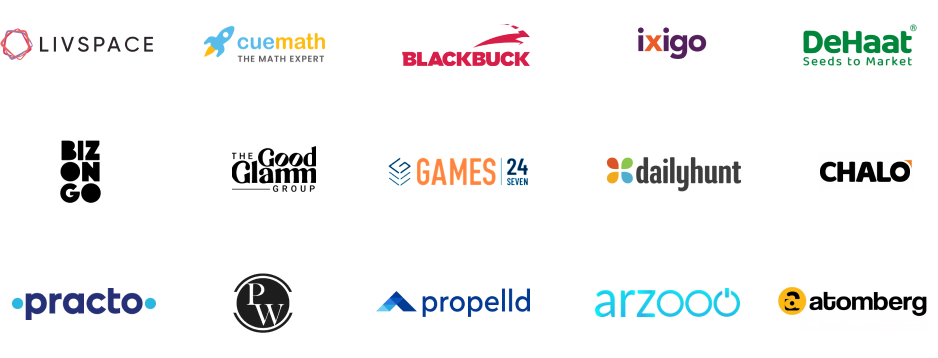 LIVSPACE
cuemath
THE MATH EXPERT
BLACKBUCK
ixigo
DeHaat®
Seeds to Market
BIZ
ON
GO
THE Good
Glamm
GROUP
GAMES 24
SEVEN
dailyhunt
CHALO
practo
P
W
propelld
arzooo
a atomberg